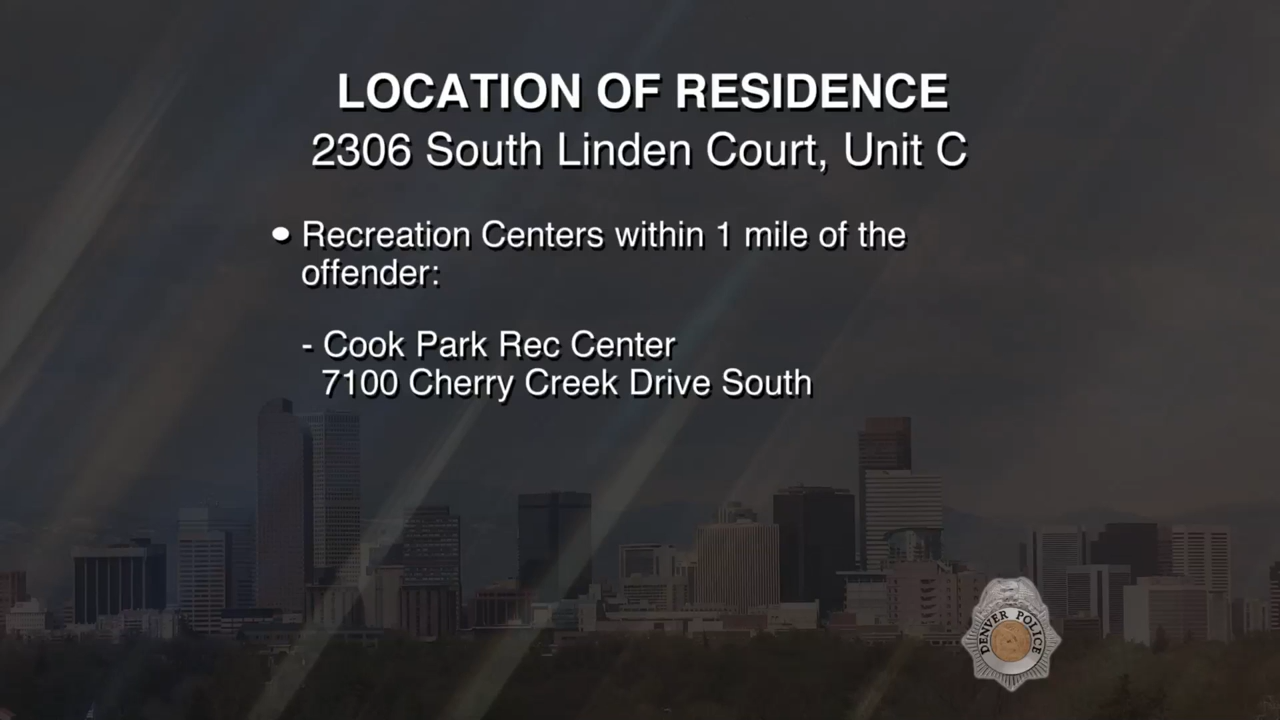 LOCATION OF RESIDENCE
2306 South Linden Court, Unit C
• Recreation Centers within 1 mile of the
offender:
- Cook Park Rec Center
7100 Cherry Creek Drive South
DENVER POLICE